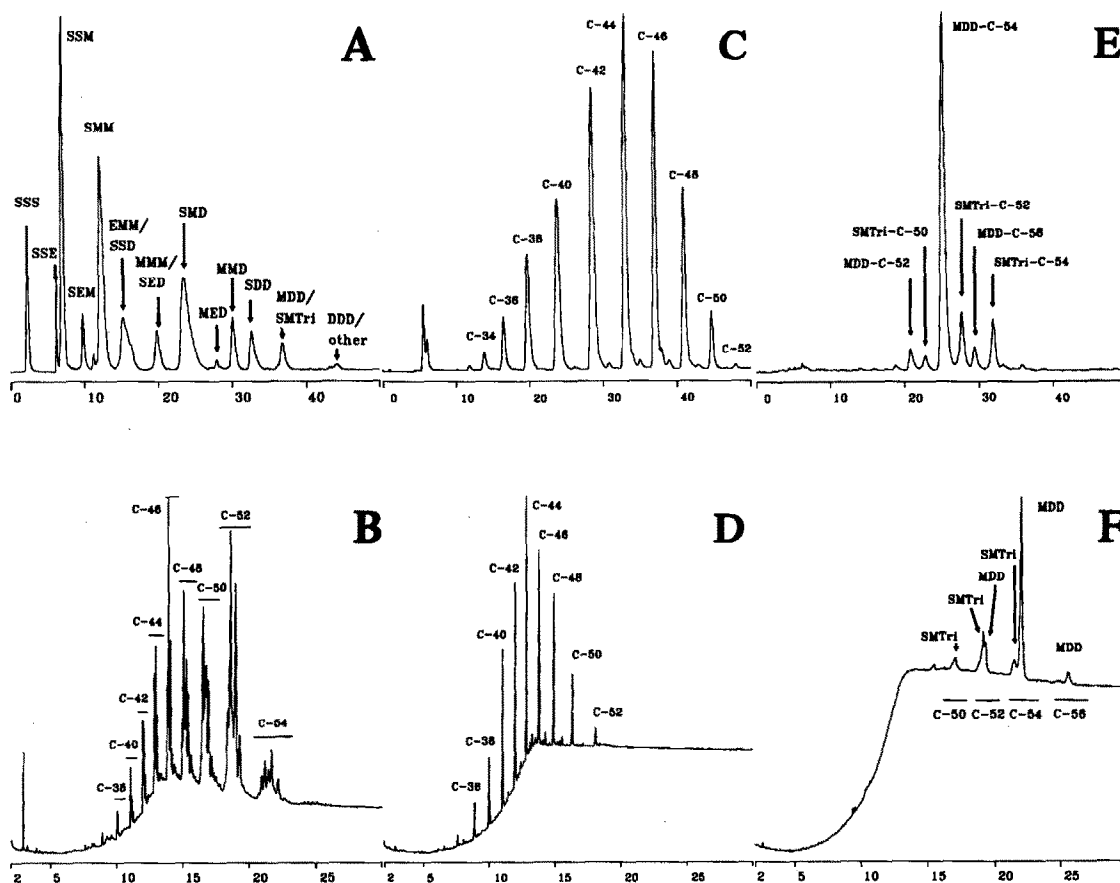 A
SSM
SMM
SSS
SSE
SEM
EMM/
SSD
MMM/
SED
SMD
MED
MMD
SDD
MDD/
SMTri
DDD/
other
0 10 20 30 40
C
C-44
C-46
C-42
C-40
C-48
C-38
C-36
C-34
C-50
C-52
0 10 20 30 40
E
MDD-C-54
SMTri-C-52
SMTri-C-50
MDD-C-56
MDD-C-52
SMTri-C-54
0 10 20 30 40
B
C-46
C-52
C-48
C-50
C-44
C-42
C-40
C-38
C-54
2 5 10 15 20 25
D
C-44
C-46
C-42
C-48
C-40
C-50
C-38
C-52
2 5 10 15 20 25
F
MDD
SMTri
MDD
SMTri
SMTri
MDD
C-50 C-52 C-54 C-56
2 5 10 15 20 25